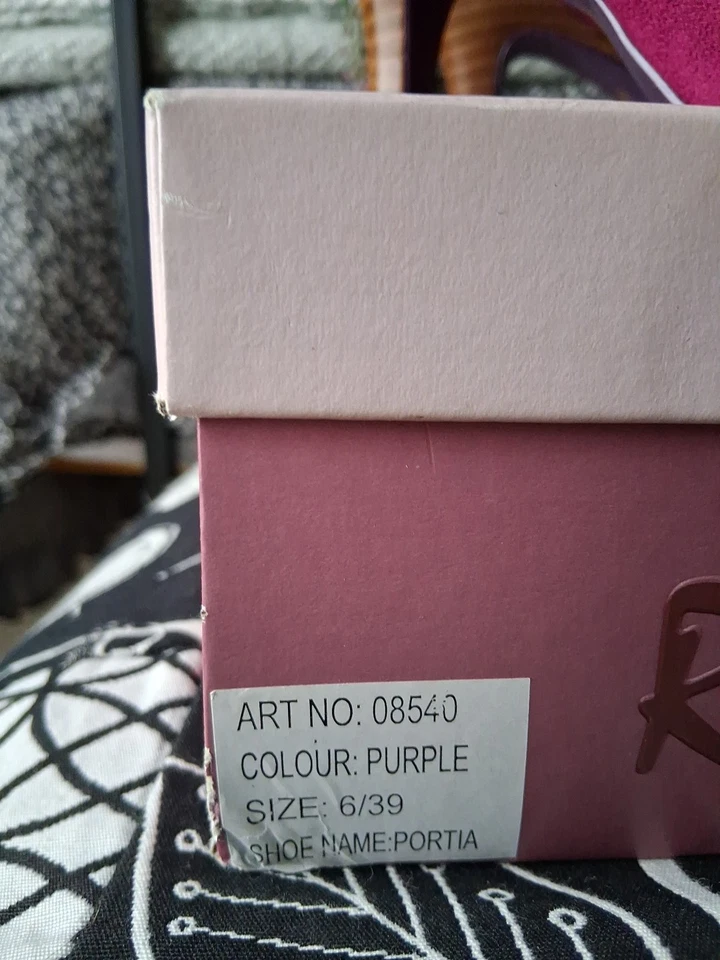 ART NO: 08540
COLOUR: PURPLE
SIZE: 6/39
SHOE NAME:PORTIA
R